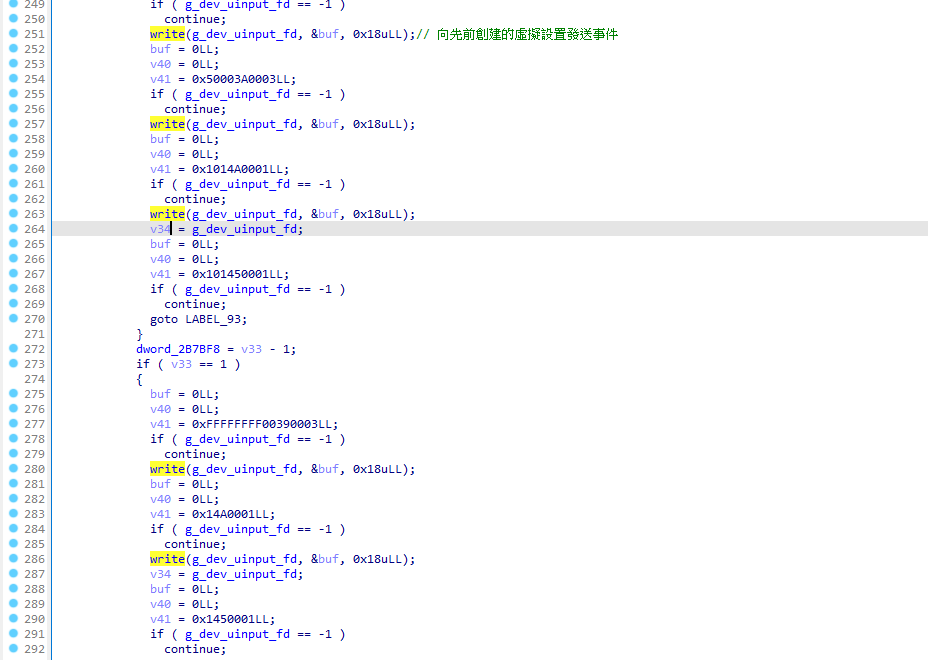 249 if ( g_dev_uinput_fd == -1 )
250 continue;
251 write(g_dev_uinput_fd, &buf, 0x18uLL);// 向先前創建的虛擬設置發送事件
252 buf = 0LL;
253 v40 = 0LL;
254 v41 = 0x50003A0003LL;
255 if ( g_dev_uinput_fd == -1 )
256 continue;
257 write(g_dev_uinput_fd, &buf, 0x18uLL);
258 buf = 0LL;
259 v40 = 0LL;
260 v41 = 0x1014A0001LL;
261 if ( g_dev_uinput_fd == -1 )
262 continue;
263 write(g_dev_uinput_fd, &buf, 0x18uLL);
264 v34 = g_dev_uinput_fd;
265 buf = 0LL;
266 v40 = 0LL;
267 v41 = 0x101450001LL;
268 if ( g_dev_uinput_fd == -1 )
269 continue;
270 goto LABEL_93;
271 }
272 dword_2B7BF8 = v33 - 1;
273 if ( v33 == 1 )
274 {
275 buf = 0LL;
276 v40 = 0LL;
277 v41 = 0xFFFFFFFF00390003LL;
278 if ( g_dev_uinput_fd == -1 )
279 continue;
280 write(g_dev_uinput_fd, &buf, 0x18uLL);
281 buf = 0LL;
282 v40 = 0LL;
283 v41 = 0x14A0001LL;
284 if ( g_dev_uinput_fd == -1 )
285 continue;
286 write(g_dev_uinput_fd, &buf, 0x18uLL);
287 v34 = g_dev_uinput_fd;
288 buf = 0LL;
289 v40 = 0LL;
290 v41 = 0x1450001LL;
291 if ( g_dev_uinput_fd == -1 )
292 continue;